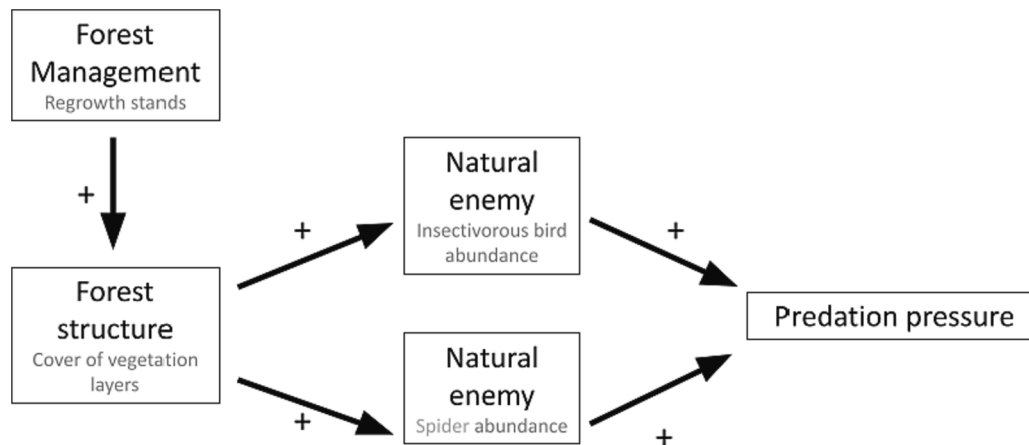 Forest
Management
Regrowth stands
+
Forest
structure
Cover of vegetation
layers
+
+
Natural
enemy
Insectivorous bird
abundance
Natural
enemy
Spider abundance
+
+
Predation pressure